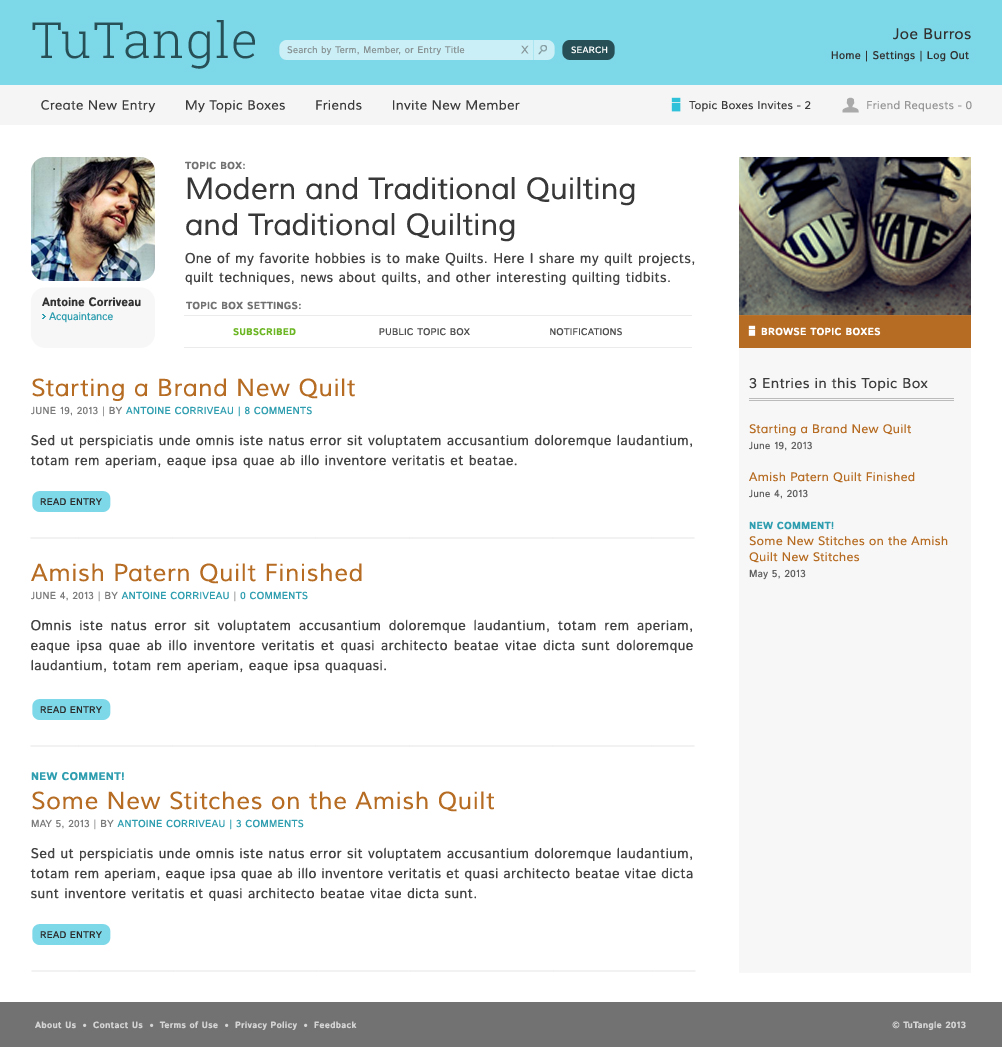 TuTangle
Search by Term, Member, or Entry Title X
SEARCH
Joe Burros
Home | Settings | Log Out
Create New Entry
My Topic Boxes
Friends
Invite New Member
Topic Boxes Invites - 2
Friend Requests - 0
Antoine Corriveau
> Acquaintance
TOPIC BOX:
Modern and Traditional Quilting
and Traditional Quilting
One of my favorite hobbies is to make Quilts. Here I share my quilt projects,
quilt techniques, news about quilts, and other interesting quilting tidbits.
TOPIC BOX SETTINGS:
SUBSCRIBED
PUBLIC TOPIC BOX
NOTIFICATIONS
Starting a Brand New Quilt
JUNE 19, 2013 | BY ANTOINE CORRIVEAU | 8 COMMENTS
Sed ut perspiciatis unde omnis iste natus error sit voluptatem accusantium doloremque laudantium,
totam rem aperiam, eaque ipsa quae ab illo inventore veritatis et beatae.
READ ENTRY
Amish Patern Quilt Finished
JUNE 4, 2013 | BY ANTOINE CORRIVEAU | 0 COMMENTS
Omnis iste natus error sit voluptatem accusantium doloremque laudantium, totam rem aperiam,
eaque ipsa quae ab illo inventore veritatis et quasi architecto beatae vitae dicta sunt doloremque
laudantium, totam rem aperiam, eaque ipsa quaquasi.
READ ENTRY
NEW COMMENT!
Some New Stitches on the Amish Quilt
MAY 5, 2013 | BY ANTOINE CORRIVEAU | 3 COMMENTS
Sed ut perspiciatis unde omnis iste natus error sit voluptatem accusantium doloremque laudantium,
totam rem aperiam, eaque ipsa quae ab illo inventore veritatis et quasi architecto beatae vitae dicta
sunt inventore veritatis et quasi architecto beatae vitae dicta sunt.
READ ENTRY
LOVE HATE
BROWSE TOPIC BOXES
3 Entries in this Topic Box
Starting a Brand New Quilt
June 19, 2013
Amish Patern Quilt Finished
June 4, 2013
NEW COMMENT!
Some New Stitches on the Amish
Quilt New Stitches
May 5, 2013
About Us • Contact Us • Terms of Use • Privacy Policy • Feedback
© TuTangle 2013